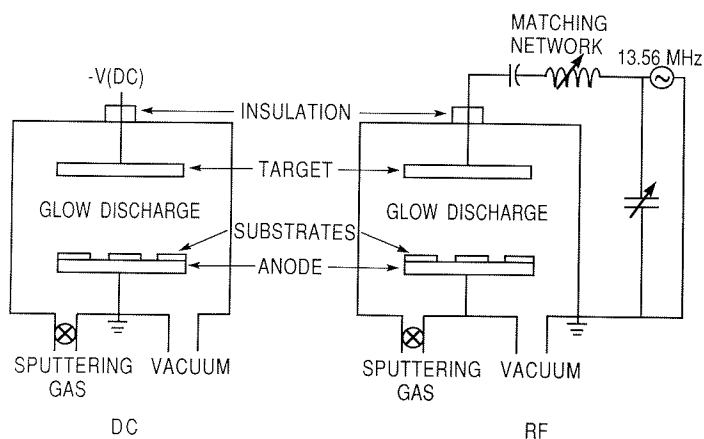 MATCHING
NETWORK
13.56 MHz
-V(DC)
INSULATION
TARGET
GLOW DISCHARGE
GLOW DISCHARGE
SUBSTRATES
ANODE
SPUTTERING
GAS
VACUUM
SPUTTERING
GAS
VACUUM
DC
RF